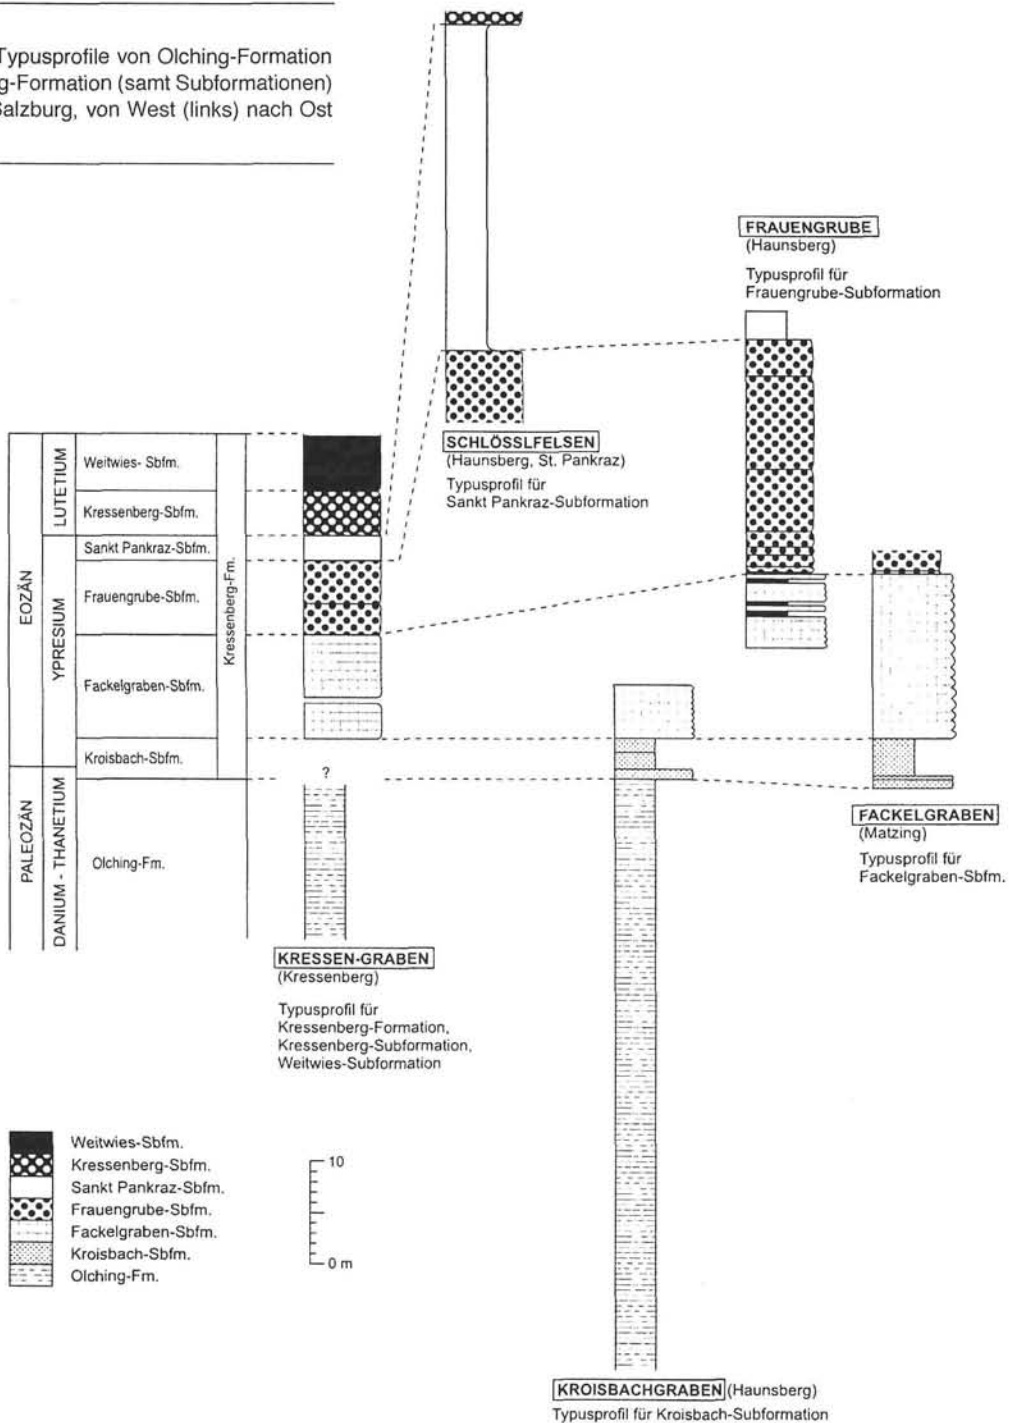 Typusprofile von Olching-Formation
g-Formation (samt Subformationen)
Salzburg, von West (links) nach Ost
FRAUENGRUBE
(Haunsberg)
Typusprofil für
Frauengrube-Subformation
SCHLÖSSLFELSEN
(Haunsberg, St. Pankraz)
Typusprofil für
Sankt Pankraz-Subformation
EOZÄN
PALEOZÄN
LUTETIUM
YPRESIUM
DANIUM - THANETIUM
Weitwies- Sbfm.
Kressenberg-Sbfm.
Sankt Pankraz-Sbfm.
Frauengrube-Sbfm.
Fackelgraben-Sbfm.
Kroisbach-Sbfm.
Olching-Fm.
Kressenberg-Fm.
?
FACKELGRABEN
(Matzing)
Typusprofil für
Fackelgraben-Sbfm.
KRESSEN-GRABEN
(Kressenberg)
Typusprofil für
Kressenberg-Formation,
Kressenberg-Subformation,
Weitwies-Subformation
Weitwies-Sbfm.
Kressenberg-Sbfm.
Sankt Pankraz-Sbfm.
Frauengrube-Sbfm.
Fackelgraben-Sbfm.
Kroisbach-Sbfm.
Olching-Fm.
10
0 m
KROISBACHGRABEN (Haunsberg)
Typusprofil für Kroisbach-Subformation